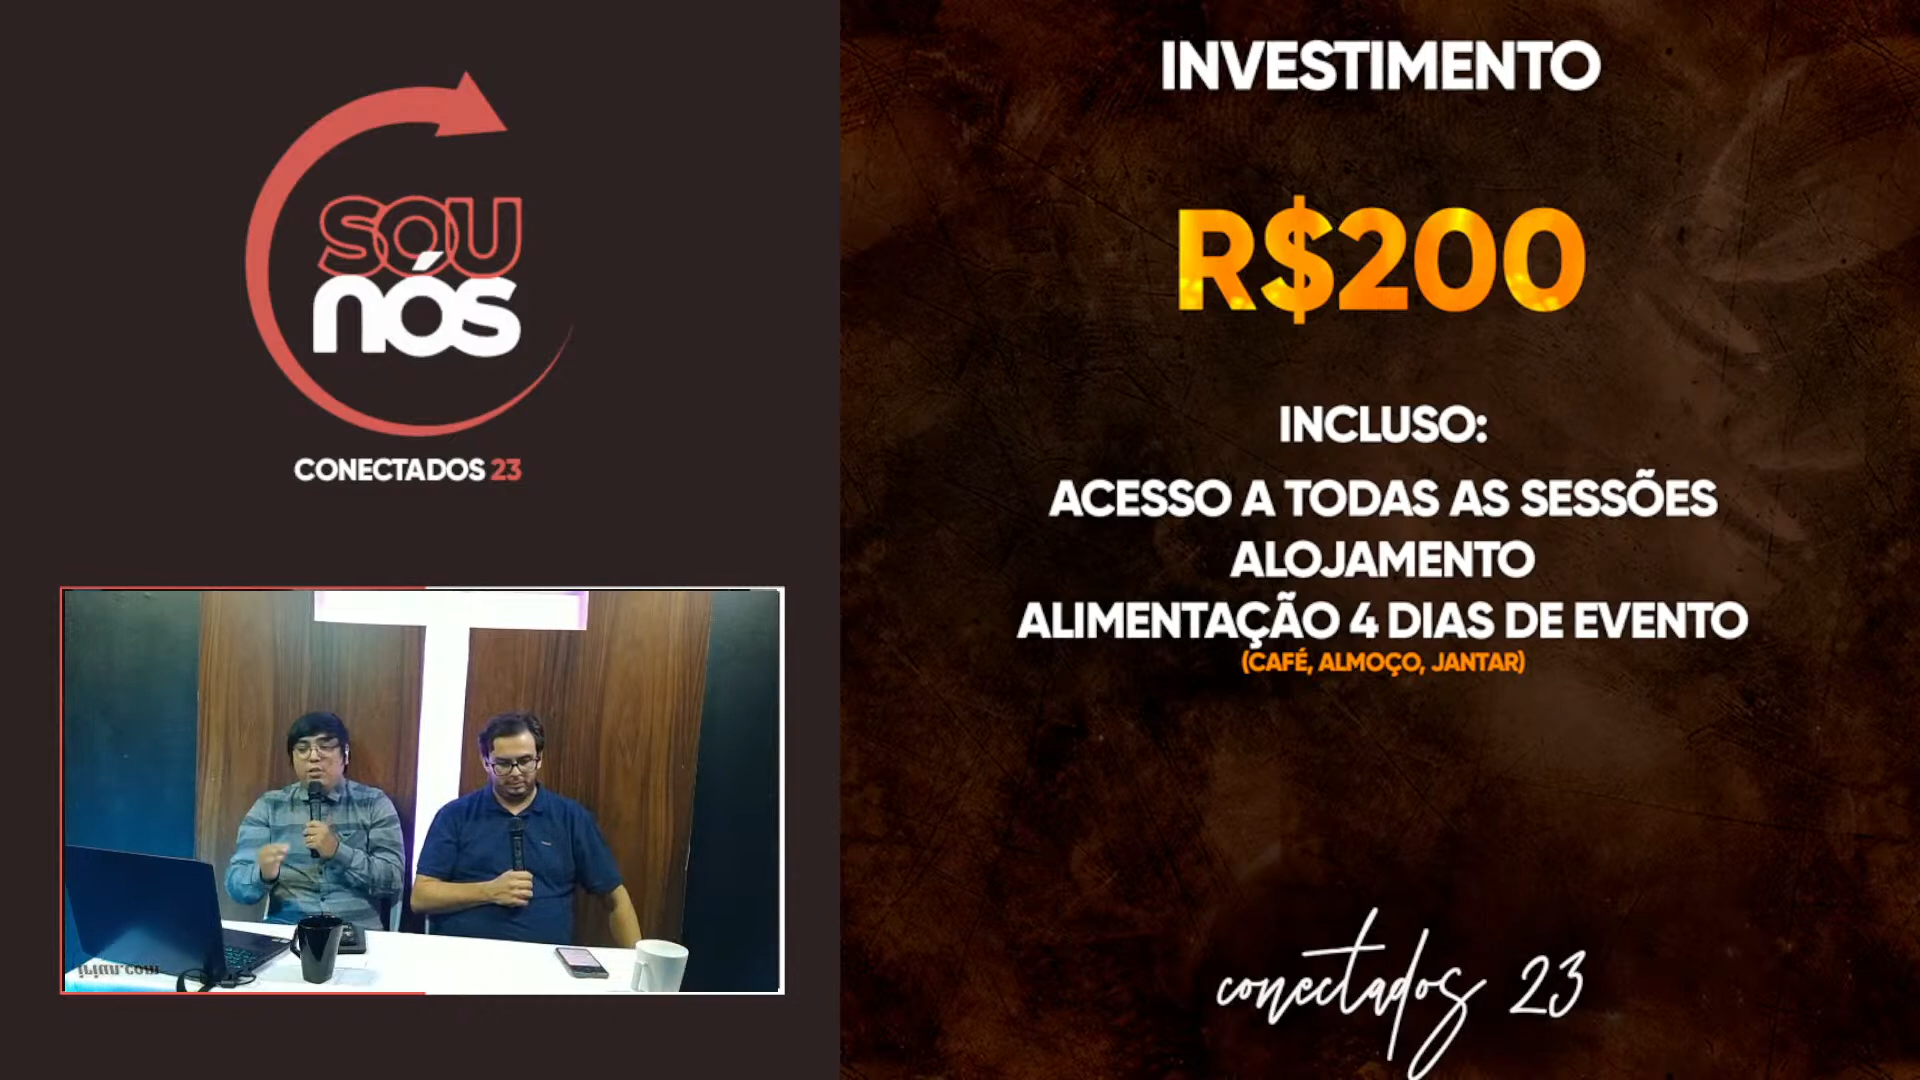 SOU
NÓS
CONECTADOS 23
INVESTIMENTO
R$200
INCLUSO:
ACESSO A TODAS AS SESSÕES
ALOJAMENTO
ALIMENTAÇÃO 4 DIAS DE EVENTO
(CAFÉ, ALMOÇO, JANTAR)
conectados 23